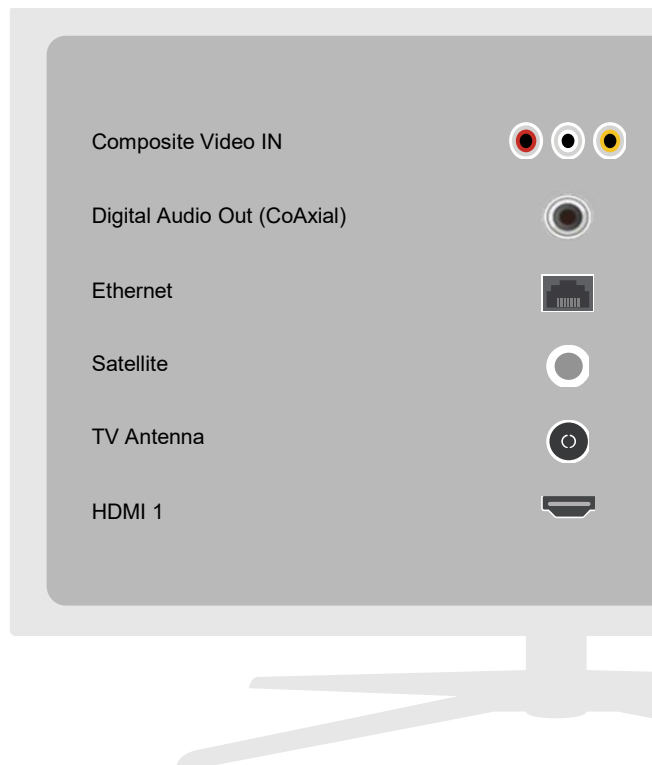 Composite Video IN
Digital Audio Out (CoAxial)
Ethernet
Satellite
TV Antenna
HDMI 1